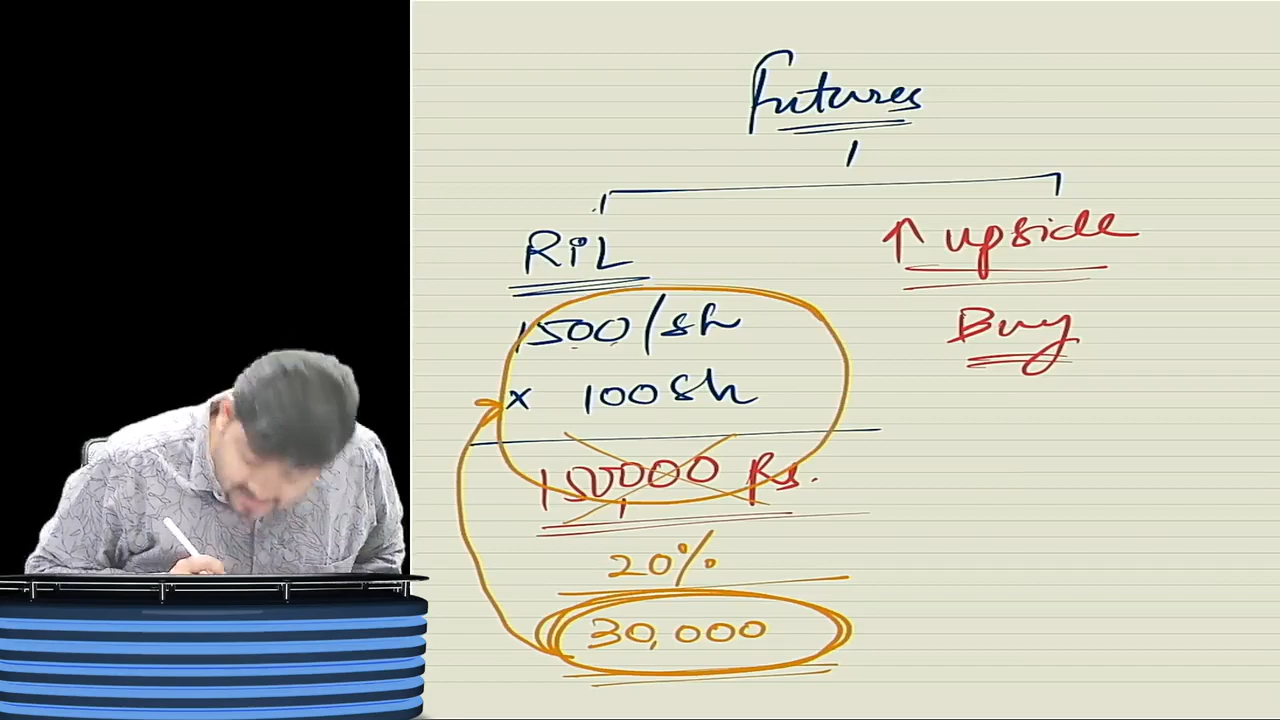 Futures
RiL
↑ upside
1500/sh
Buy
x 100 sh
150000 Rs.
20%
30,000